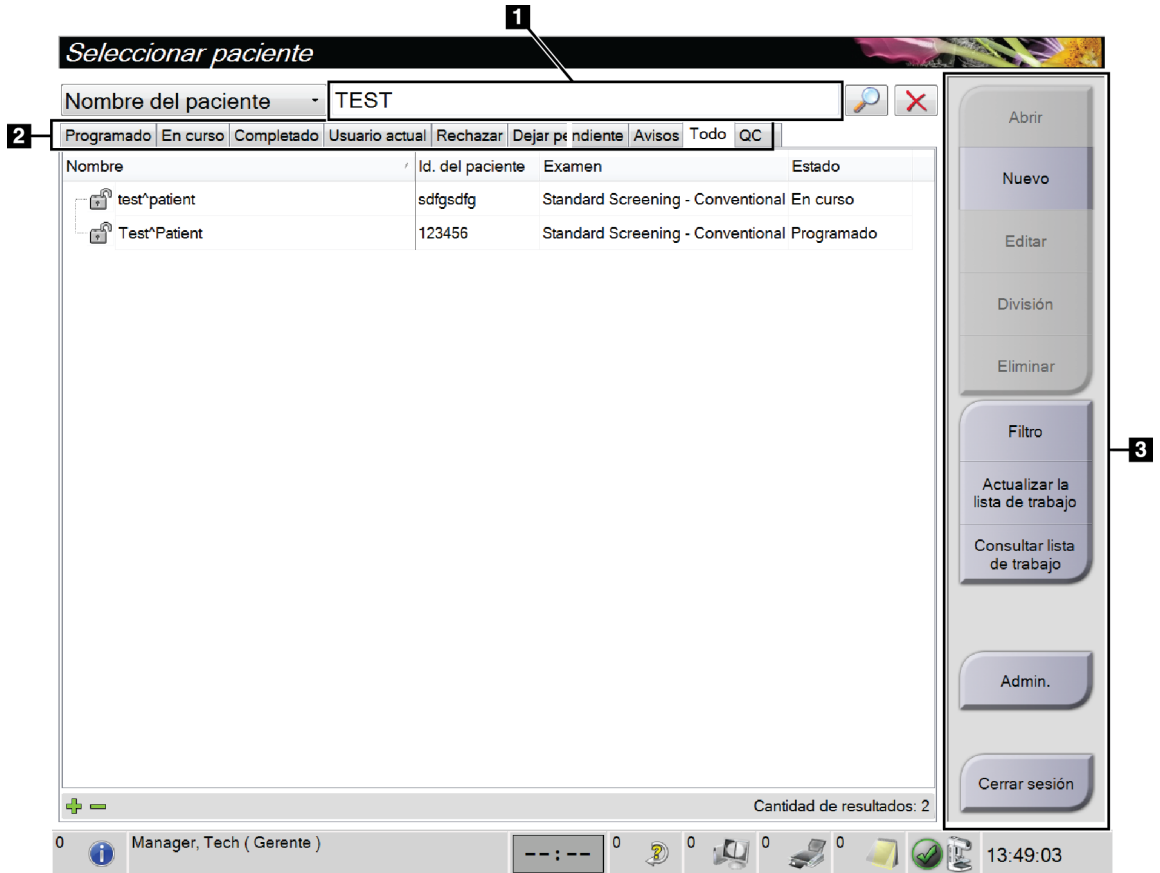 1
Seleccionar paciente
Nombre del paciente TEST
2
Programado En curso Completado Usuario actual Rechazar Dejar pendiente Avisos Todo QC
Nombre Id. del paciente Examen Estado
test^patient sdfgsdfg Standard Screening - Conventional En curso
Test^Patient 123456 Standard Screening - Conventional Programado
Abrir
Nuevo
Editar
División
Eliminar
Filtro
3
Actualizar la
lista de trabajo
Consultar lista
de trabajo
Admin.
Cerrar sesión
Cantidad de resultados: 2
0 Manager, Tech ( Gerente ) --:-- 0 0 0 0 13:49:03